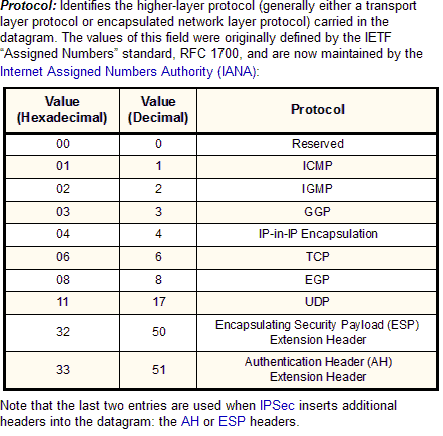 Protocol: Identifies the higher-layer protocol (generally either a transport
layer protocol or encapsulated network layer protocol) carried in the
datagram. The values of this field were originally defined by the IETF
“Assigned Numbers” standard, RFC 1700, and are now maintained by the
Internet Assigned Numbers Authority (IANA):
Value (Hexadecimal) Value (Decimal) Protocol
00 0 Reserved
01 1 ICMP
02 2 IGMP
03 3 GGP
04 4 IP-in-IP Encapsulation
06 6 TCP
08 8 EGP
11 17 UDP
32 50 Encapsulating Security Payload (ESP) Extension Header
33 51 Authentication Header (AH) Extension Header
Note that the last two entries are used when IPSec inserts additional
headers into the datagram: the AH or ESP headers.